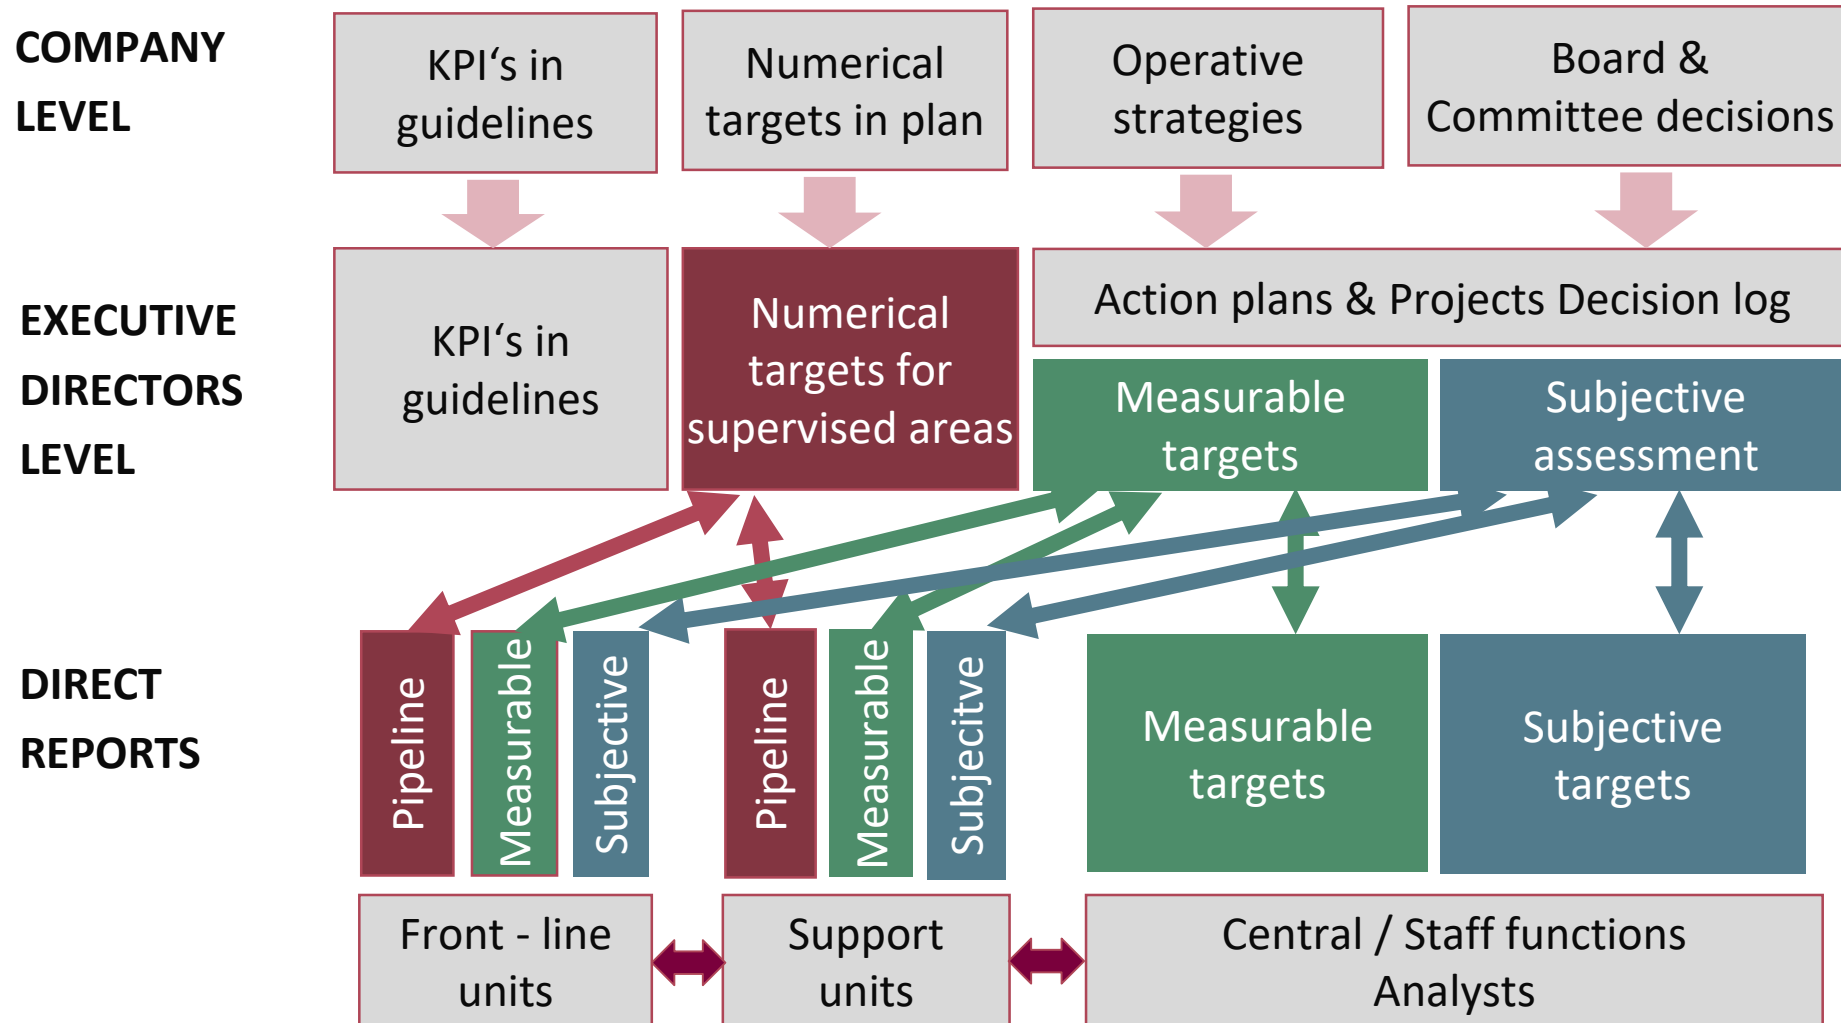 COMPANY
LEVEL
KPI‘s in
guidelines
Numerical
targets in plan
Operative
strategies
Board &
Committee decisions
EXECUTIVE
DIRECTORS
LEVEL
KPI‘s in
guidelines
Numerical
targets for
supervised areas
Action plans & Projects Decision log
Measurable
targets
Subjective
assessment
DIRECT
REPORTS
Pipeline
Measurable
Subjective
Pipeline
Measurable
Subjecitve
Measurable
targets
Subjective
targets
Front - line
units
Support
units
Central / Staff functions
Analysts